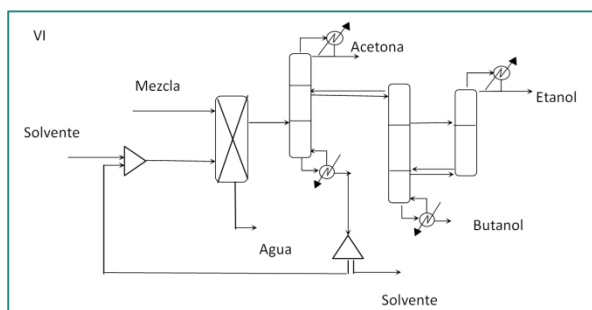 VI
Acetona
Mezcla
Etanol
Solvente
Agua
Butanol
Solvente